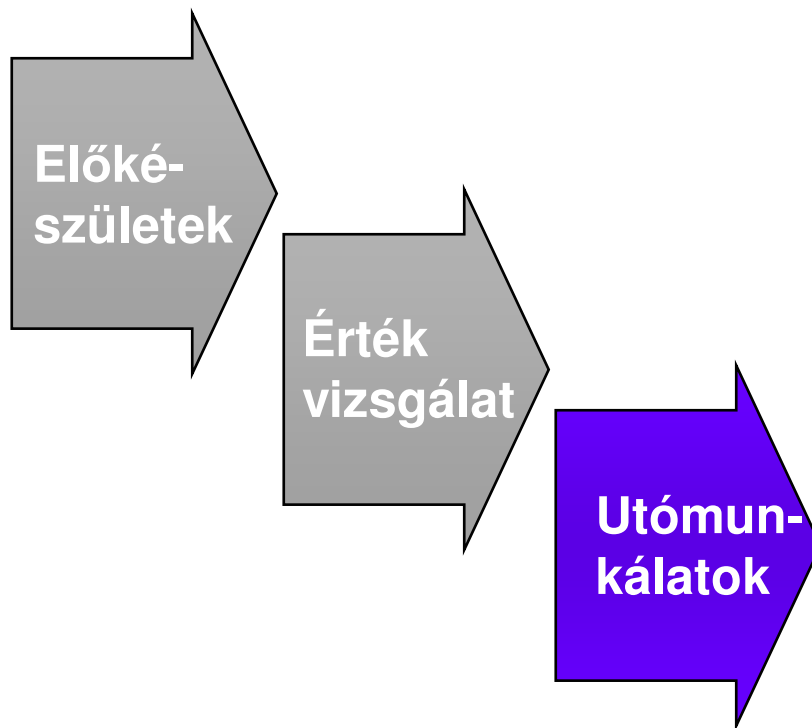 Előké-
születek
Érték
vizsgálat
Utómun-
kálatok